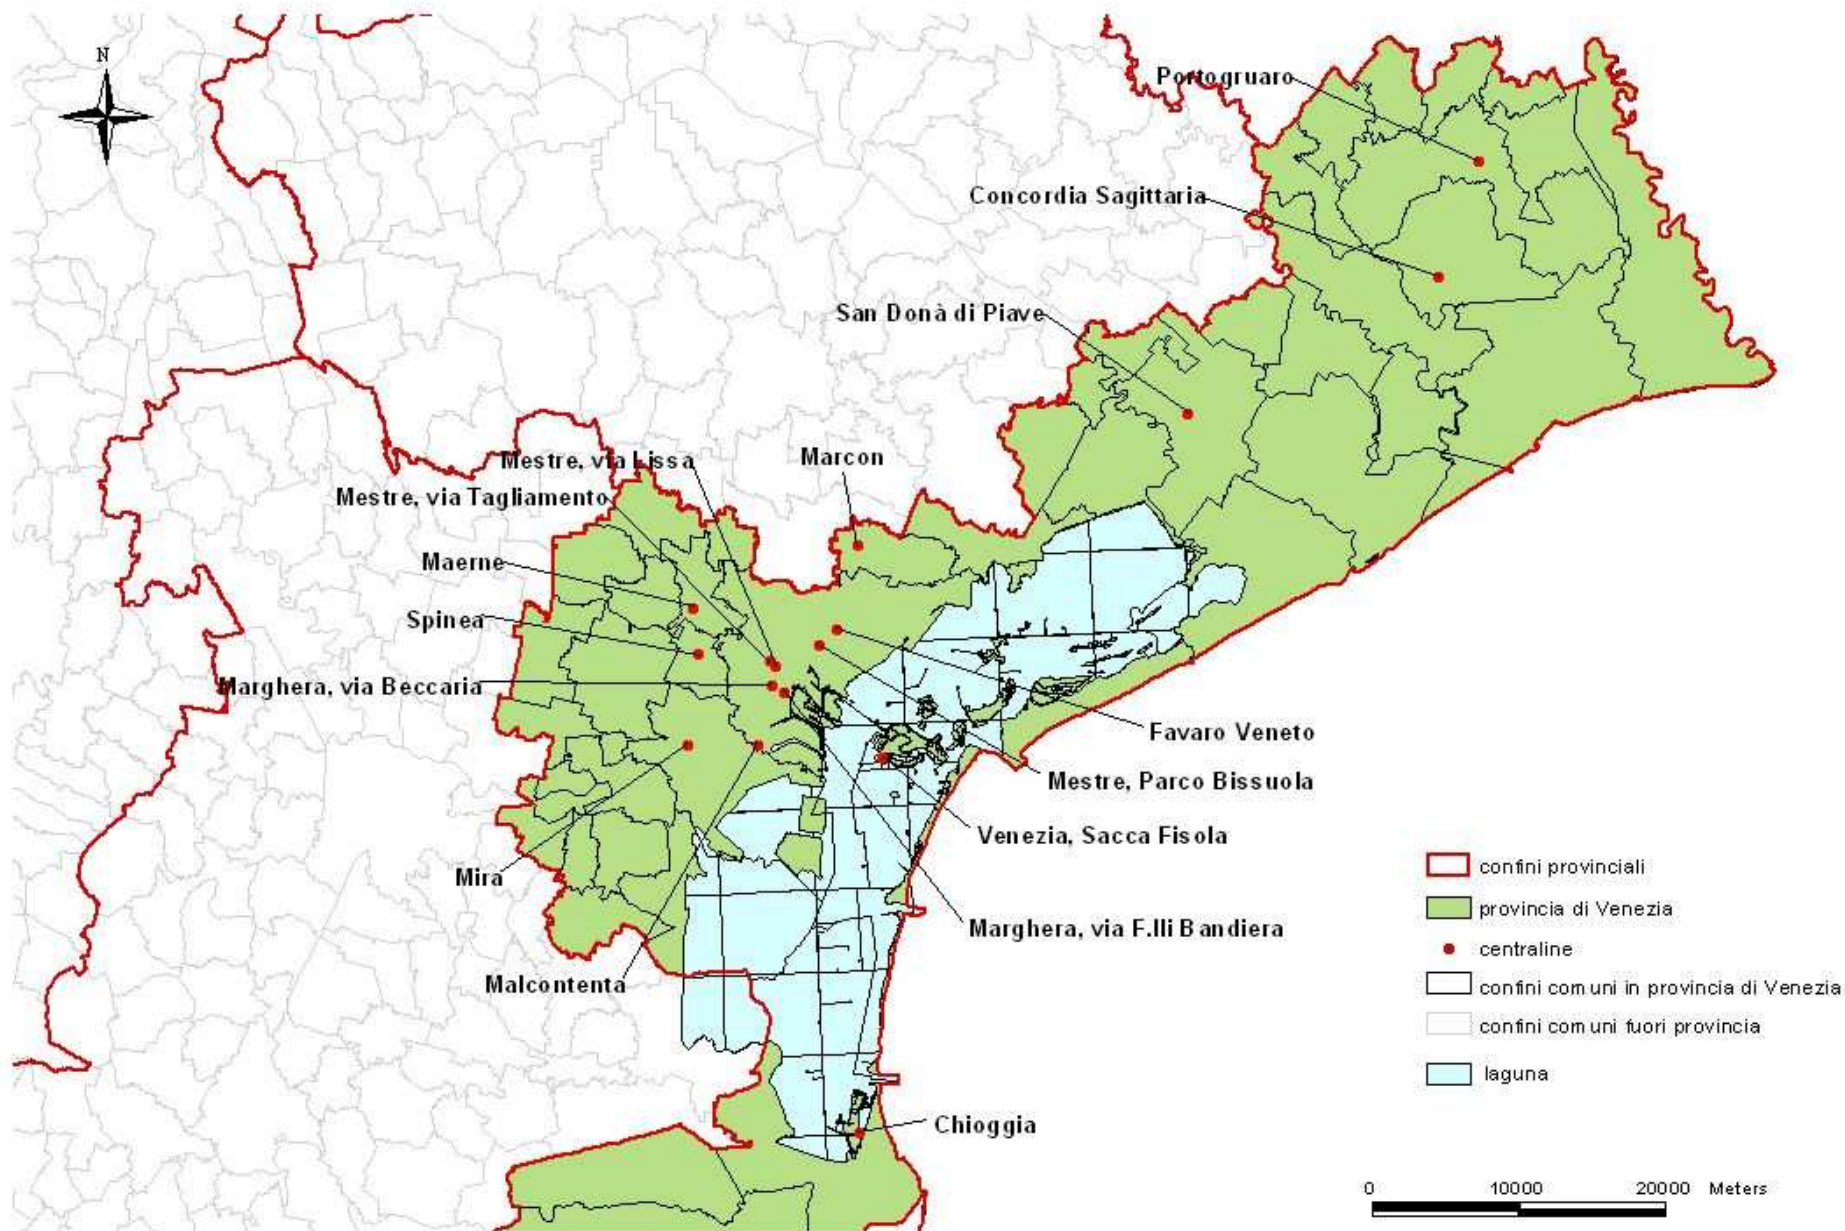 N
Portogruaro
Concordia Sagittaria
San Donà di Piave
Mestre, via Lissa
Marcon
Mestre, via Tagliamento
Maerne
Spinea
Marghera, via Beccaria
Favaro Veneto
Mestre, Parco Bissuola
Venezia, Sacca Fisola
Mira
Marghera, via F.lli Bandiera
Malcontenta
Chioggia
confini provinciali
provincia di Venezia
centraline
confini comuni in provincia di Venezia
confini comuni fuori provincia
laguna
0 10000 20000 Meters